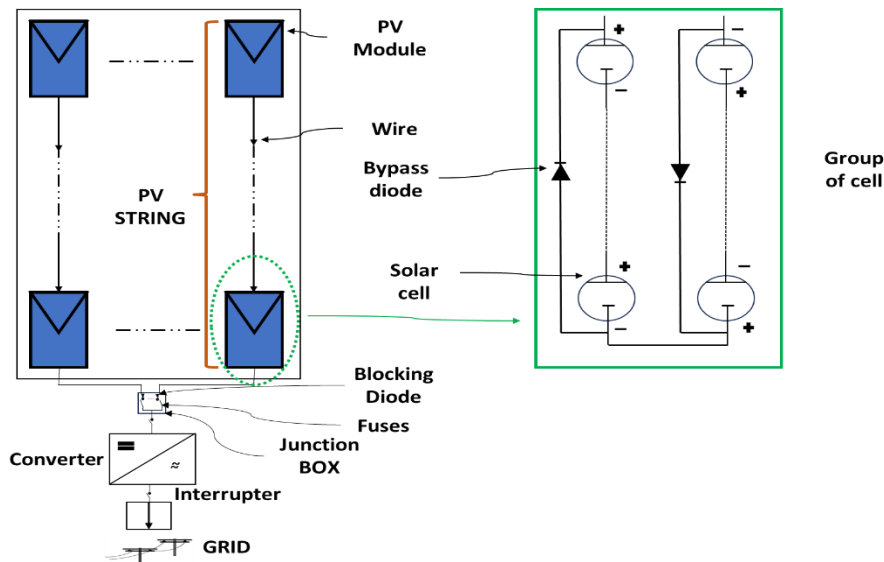 PV
Module
Wire
Bypass
diode
PV
STRING
Solar
cell
Blocking
Diode
Fuses
Junction
BOX
Converter
Interrupter
GRID
+
−
+
−
−
+
−
+
Group
of cell
≈